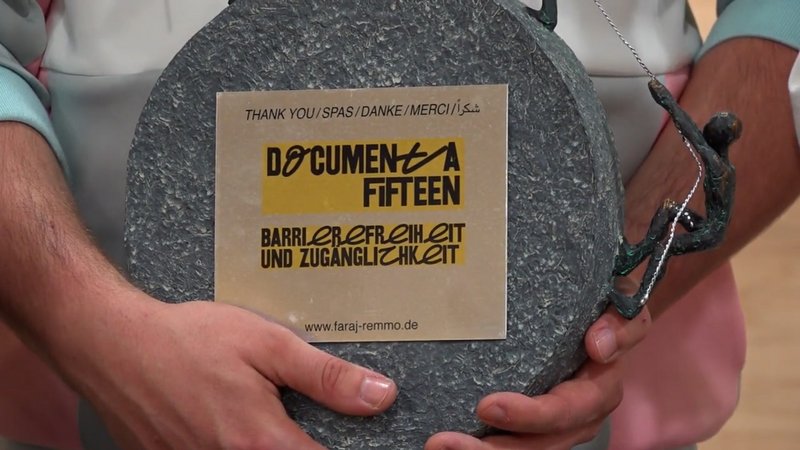 THANK YOU/SPAS/DANKE/MERCI/شكراً
DOCUMENTA
FIFTEEN
BARRIEREFREIHEIT
UND ZUGÄNGLICHKEIT
www.faraj-remmo.de